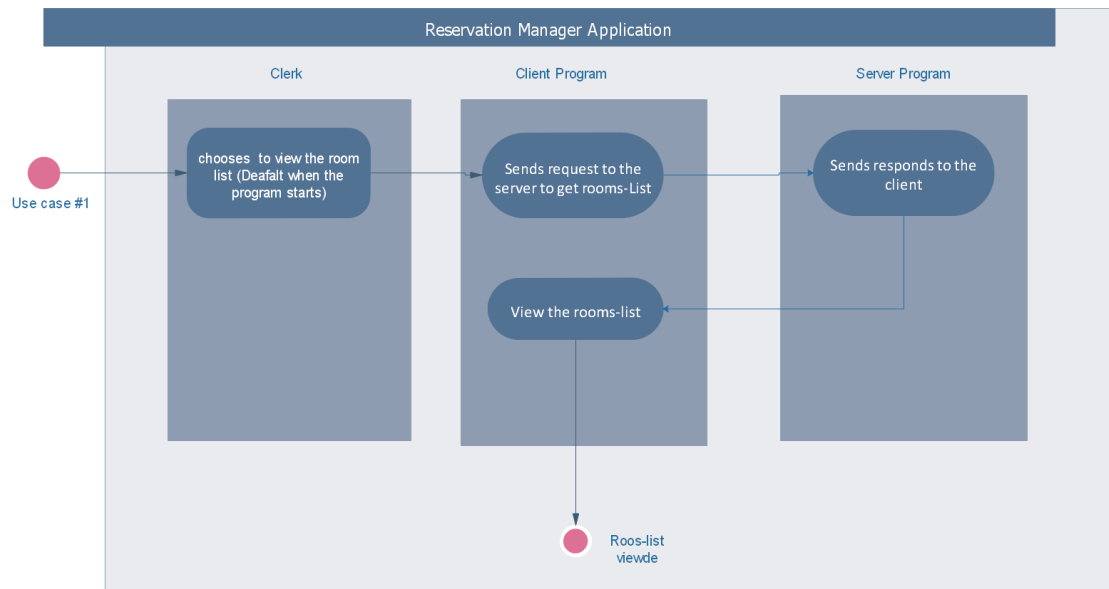 Reservation Manager Application
Clerk
Client Program
Server Program
chooses to view the room
list (Deafalt when the
program starts)
Sends request to the
server to get rooms-List
Sends responds to the
client
Use case #1
View the rooms-list
Roos-list
viewde